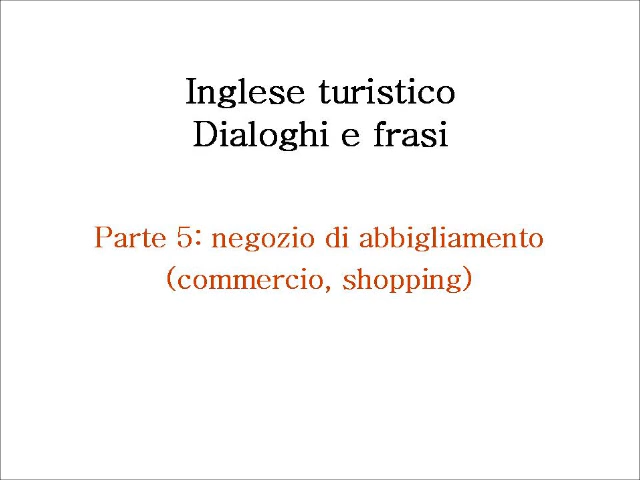 Inglese turistico
Dialoghi e frasi
Parte 5: negozio di abbigliamento
(commercio, shopping)